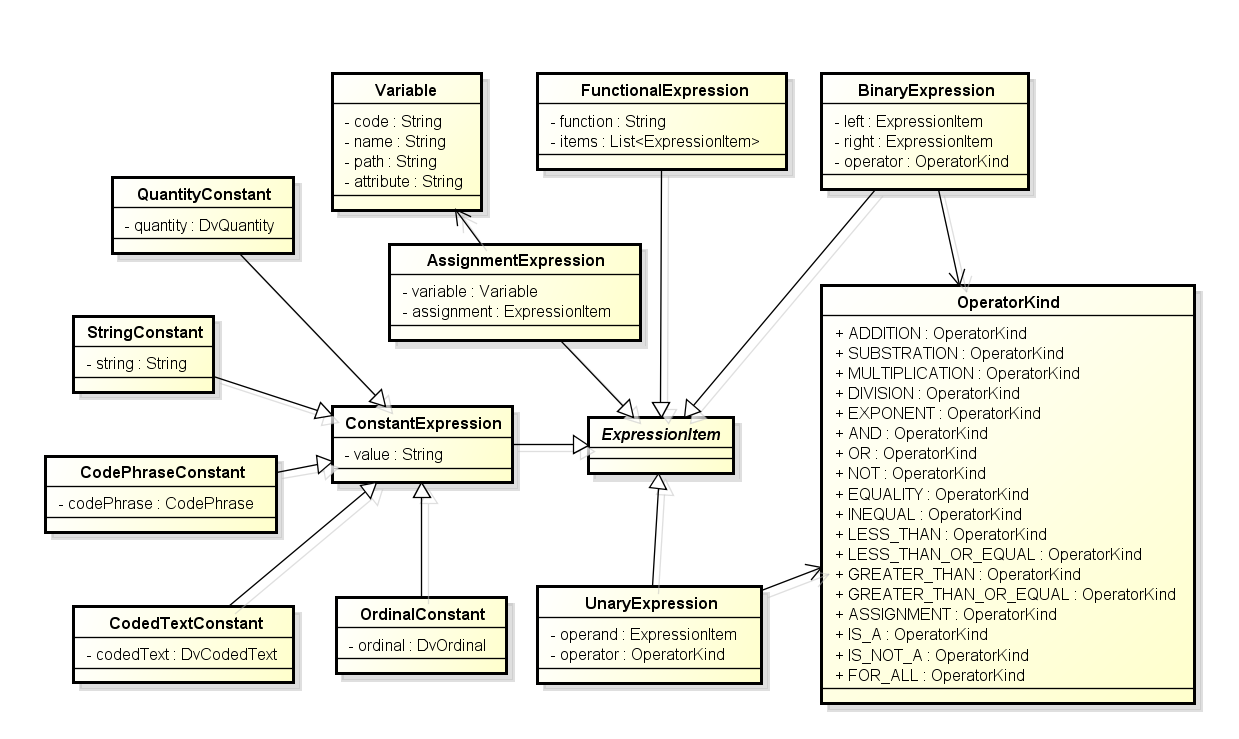 Variable
- code : String
- name : String
- path : String
- attribute : String
FunctionalExpression
- function : String
- items : List<ExpressionItem>
BinaryExpression
- left : ExpressionItem
- right : ExpressionItem
- operator : OperatorKind
QuantityConstant
- quantity : DvQuantity
AssignmentExpression
- variable : Variable
- assignment : ExpressionItem
StringConstant
- string : String
ConstantExpression
- value : String
ExpressionItem
OperatorKind
+ ADDITION : OperatorKind
+ SUBSTRATION : OperatorKind
+ MULTIPLICATION : OperatorKind
+ DIVISION : OperatorKind
+ EXPONENT : OperatorKind
+ AND : OperatorKind
+ OR : OperatorKind
+ NOT : OperatorKind
+ EQUALITY : OperatorKind
+ INEQUAL : OperatorKind
+ LESS_THAN : OperatorKind
+ LESS_THAN_OR_EQUAL : OperatorKind
+ GREATER_THAN : OperatorKind
+ GREATER_THAN_OR_EQUAL : OperatorKind
+ ASSIGNMENT : OperatorKind
+ IS_A : OperatorKind
+ IS_NOT_A : OperatorKind
+ FOR_ALL : OperatorKind
CodePhraseConstant
- codePhrase : CodePhrase
CodedTextConstant
- codedText : DvCodedText
OrdinalConstant
- ordinal : DvOrdinal
UnaryExpression
- operand : ExpressionItem
- operator : OperatorKind